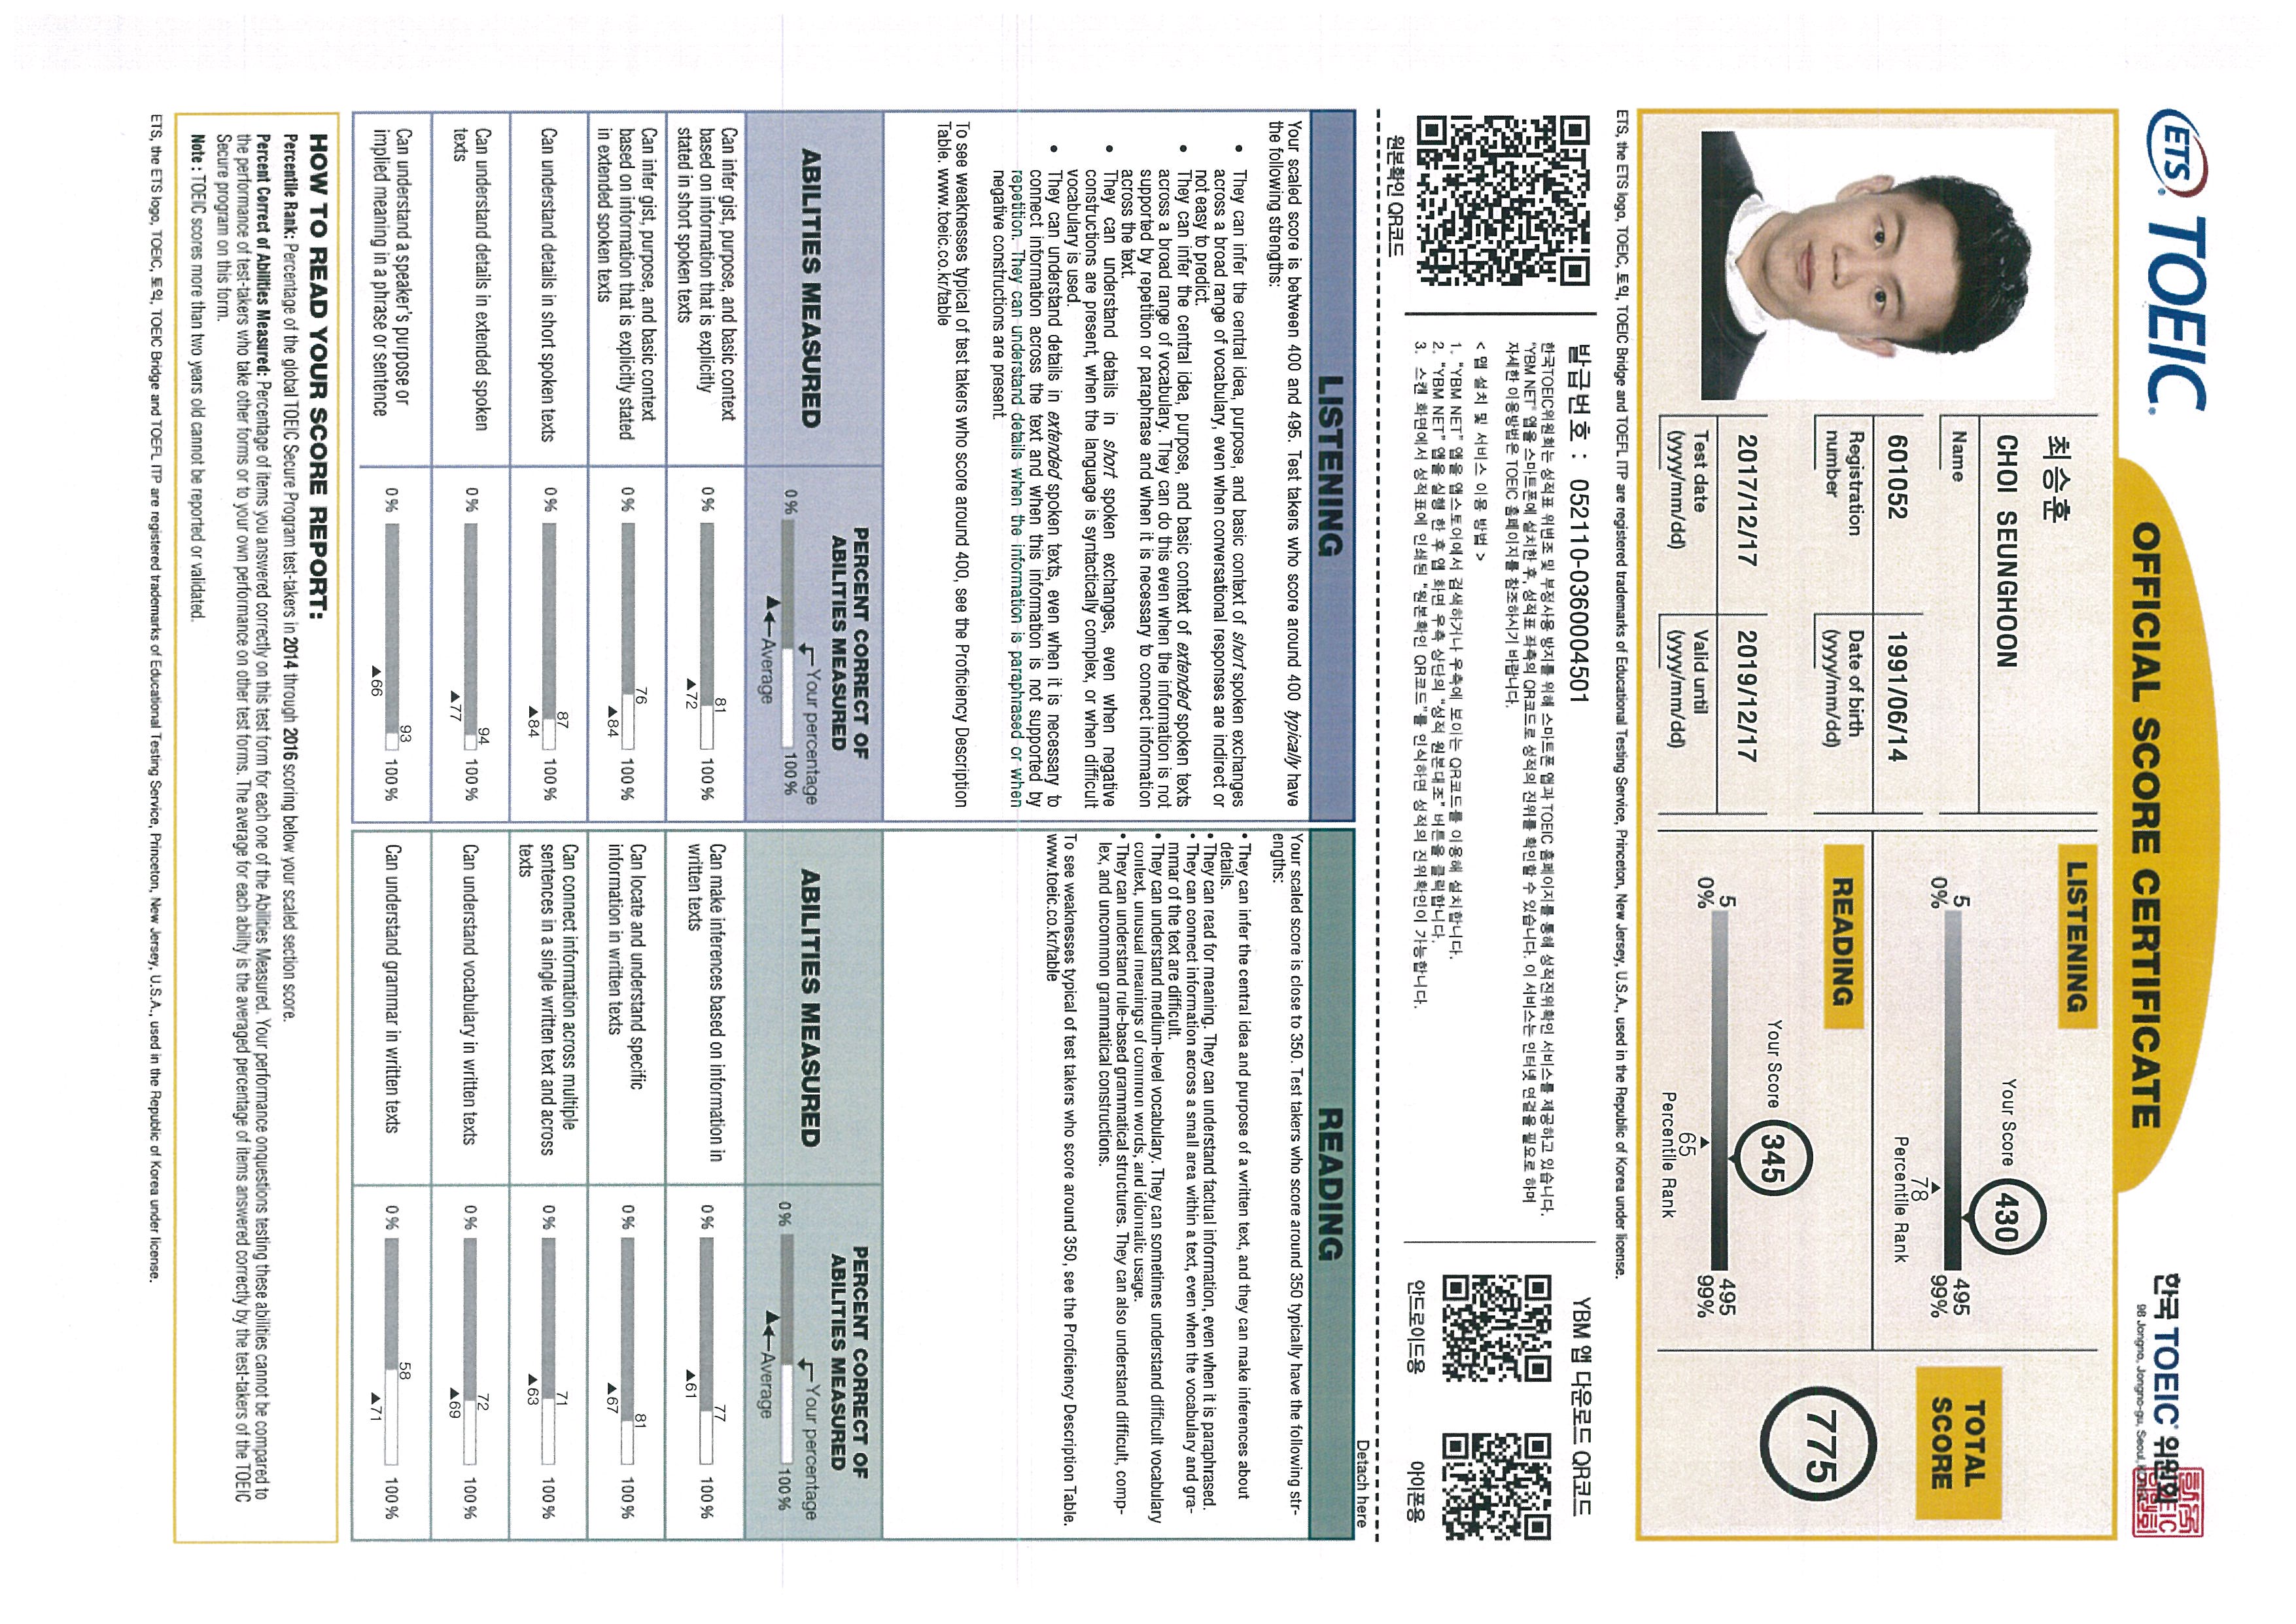 ETS® TOEIC®
OFFICIAL SCORE CERTIFICATE
한국 TOEIC® 위원회
98 Jongno, Jongno-gu, Seoul,
최승훈
CHOI SEUNGHOON
Name
601052
Registration
number
1991/06/14
Date of birth
(yyyy/mm/dd)
2017/12/17
Test date
(yyyy/mm/dd)
2019/12/17
Valid until
(yyyy/mm/dd)
LISTENING
Your Score 430
5 495
0% 99%
▲
78
Percentile Rank
READING
Your Score 345
5 495
0% 99%
▲
65
Percentile Rank
TOTAL
SCORE
775
ETS, the ETS logo, TOEIC, 토익, TOEIC Bridge and TOEFL ITP are registered trademarks of Educational Testing Service, Princeton, New Jersey, U.S.A., used in the Republic of Korea under license.
원본확인 QR코드
발급번호 : 052110-0360004501
한국TOEIC위원회는 성적표 위변조 및 부정사용 방지를 위해 스마트폰 앱과 TOEIC 홈페이지를 통해 성적진위확인 서비스를 제공하고 있습니다.
"YBM NET" 앱을 스마트폰에 설치한 후, 성적표 좌측의 QR코드로 성적의 진위를 확인할 수 있습니다. 이 서비스는 인터넷 연결을 필요로 하며
자세한 이용방법은 TOEIC 홈페이지를 참조하시기 바랍니다.
< 앱 설치 및 서비스 이용 방법 >
1. "YBM NET" 앱을 앱스토어에서 검색하거나 우측에 보이는 QR코드를 이용해 설치합니다.
2. "YBM NET" 앱을 실행 한 후 앱 화면 우측 상단의 "성적 원본대조" 버튼을 클릭합니다.
3. 스캔 화면에서 성적표에 인쇄된 "원본확인 QR코드"를 인식하면 성적의 진위확인이 가능합니다.
YBM 앱 다운로드 QR코드
안드로이드용
아이폰용
Detach here
LISTENING
Your scaled score is between 400 and 495. Test takers who score around 400 typically have
the following strengths:
• They can infer the central idea, purpose, and basic context of short spoken exchanges
across a broad range of vocabulary, even when conversational responses are indirect or
not easy to predict.
• They can infer the central idea, purpose, and basic context of extended spoken texts
across a broad range of vocabulary. They can do this even when the information is not
supported by repetition or paraphrase and when it is necessary to connect information
across the text.
• They can understand details in short spoken exchanges, even when negative
constructions are present, when the language is syntactically complex, or when difficult
vocabulary is used.
• They can understand details in extended spoken texts, even when it is necessary to
connect information across the text and when this information is not supported by
repetition. They can understand details when the information is paraphrased or when
negative constructions are present.
To see weaknesses typical of test takers who score around 400, see the Proficiency Description
Table. www.toeic.co.kr/table
ABILITIES MEASURED
PERCENT CORRECT OF
ABILITIES MEASURED
Your percentage
0% 100%
▲ Average
Can infer gist, purpose, and basic context
based on information that is explicitly
stated in short spoken texts
81
0% 100%
▲72
Can infer gist, purpose, and basic context
based on information that is explicitly stated
in extended spoken texts
76
0% 100%
▲84
Can understand details in short spoken texts
87
0% 100%
▲84
Can understand details in extended spoken
texts
94
0% 100%
▲77
Can understand a speaker's purpose or
implied meaning in a phrase or sentence
93
0% 100%
▲66
READING
Your scaled score is close to 350. Test takers who score around 350 typically have the following str-
engths:
• They can infer the central idea and purpose of a written text, and they can make inferences about
details.
• They can read for meaning. They can understand factual information, even when it is paraphrased.
• They can connect information across a small area within a text, even when the vocabulary and gra-
mmar of the text are difficult.
• They can understand medium-level vocabulary. They can sometimes understand difficult vocabulary
context, unusual meanings of common words, and idiomatic usage.
• They can understand rule-based grammatical structures. They can also understand difficult, comp-
lex, and uncommon grammatical constructions.
To see weaknesses typical of test takers who score around 350, see the Proficiency Description Table.
www.toeic.co.kr/table
ABILITIES MEASURED
PERCENT CORRECT OF
ABILITIES MEASURED
Your percentage
0% 100%
▲ Average
Can make inferences based on information in
written texts
77
0% 100%
▲61
Can locate and understand specific
information in written texts
81
0% 100%
▲67
Can connect information across multiple
sentences in a single written text and across
texts
71
0% 100%
▲63
Can understand vocabulary in written texts
72
0% 100%
▲69
Can understand grammar in written texts
58
0% 100%
▲71
HOW TO READ YOUR SCORE REPORT:
Percentile Rank: Percentage of the global TOEIC Secure Program test-takers in 2014 through 2016 scoring below your scaled section score.
Percent Correct of Abilities Measured: Percentage of items you answered correctly on this test form for each one of the Abilities Measured. Your performance onquestions testing these abilities cannot be compared to
the performance of test-takers who take other forms or to your own performance on other test forms. The average for each ability is the averaged percentage of items answered correctly by the test-takers of the TOEIC
Secure program on this form.
Note : TOEIC scores more than two years old cannot be reported or validated.
ETS, the ETS logo, TOEIC, 토익, TOEIC Bridge and TOEFL ITP are registered trademarks of Educational Testing Service, Princeton, New Jersey, U.S.A., used in the Republic of Korea under license.